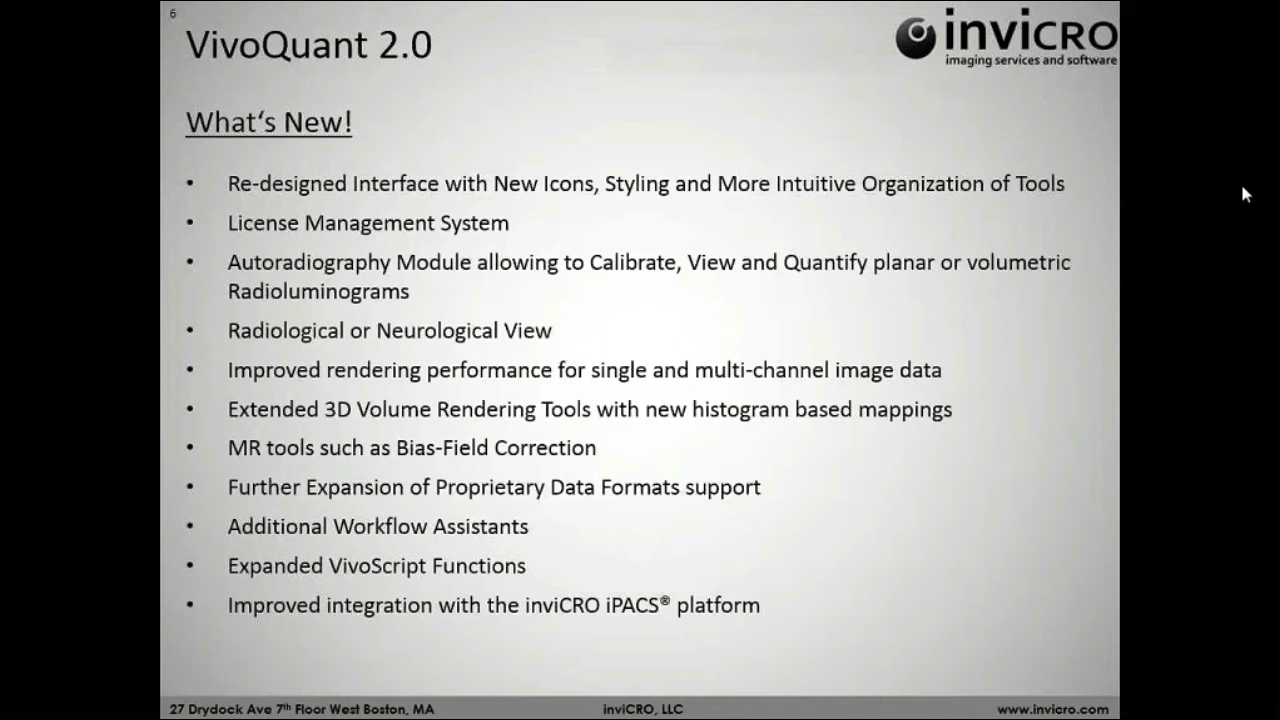 6
VivoQuant 2.0
invicro
imaging services and software
What‘s New!
• Re-designed Interface with New Icons, Styling and More Intuitive Organization of Tools
• License Management System
• Autoradiography Module allowing to Calibrate, View and Quantify planar or volumetric
Radioluminograms
• Radiological or Neurological View
• Improved rendering performance for single and multi-channel image data
• Extended 3D Volume Rendering Tools with new histogram based mappings
• MR tools such as Bias-Field Correction
• Further Expansion of Proprietary Data Formats support
• Additional Workflow Assistants
• Expanded VivoScript Functions
• Improved integration with the inviCRO iPACS® platform
27 Drydock Ave 7th Floor West Boston, MA
inviCRO, LLC
www.invicro.com